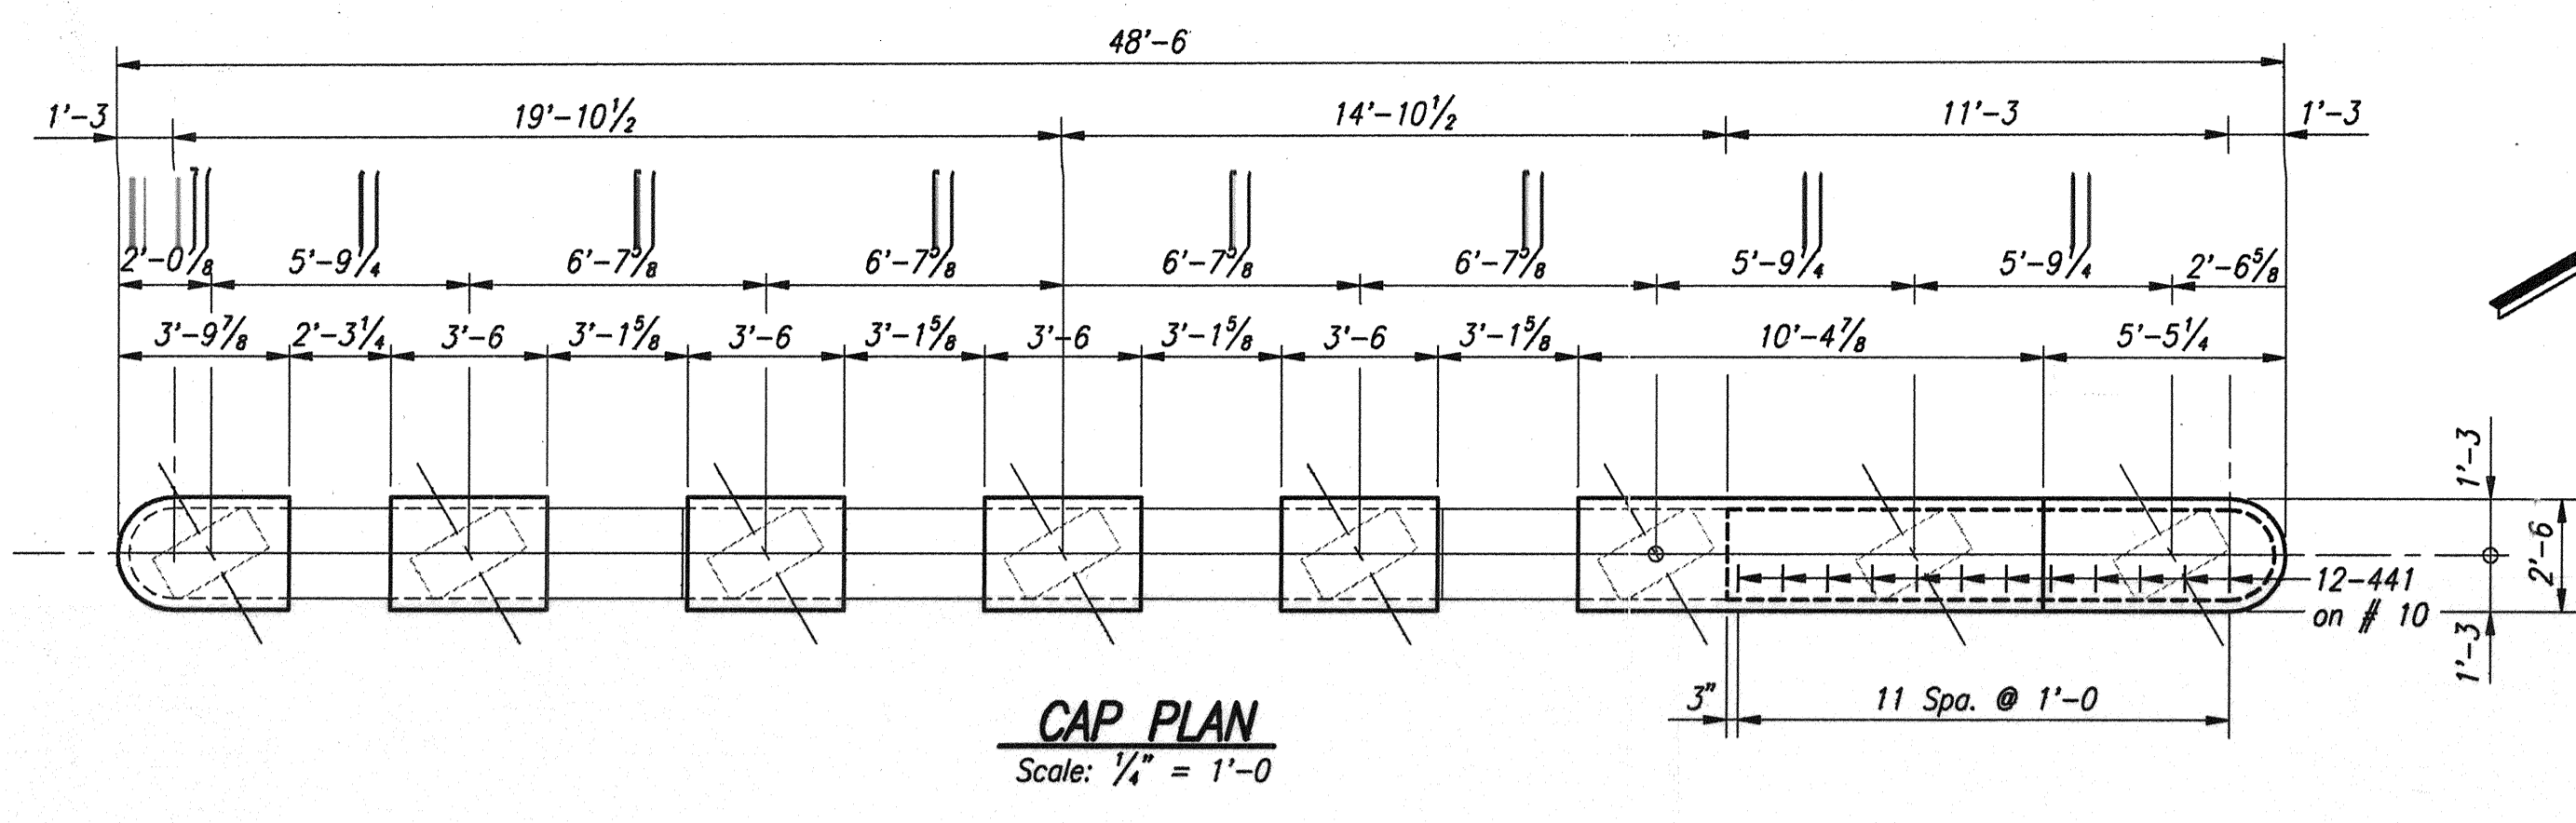 48'-6
1'-3 19'-10½ 14'-10½ 11'-3 1'-3
2'-0⅞ 5'-9¼ 6'-7⅝ 6'-7⅝ 6'-7⅝ 6'-7⅝ 5'-9¼ 5'-9¼ 2'-6⅝
3'-9⅞ 2'-3¼ 3'-6 3'-1⅝ 3'-6 3'-1⅝ 3'-6 3'-1⅝ 3'-6 3'-1⅝ 10'-4⅞ 5'-5¼
1'-3
2'-6
1'-3
12-441
on # 10
3" 11 Spa. @ 1'-0
CAP PLAN
Scale: ¼" = 1'-0